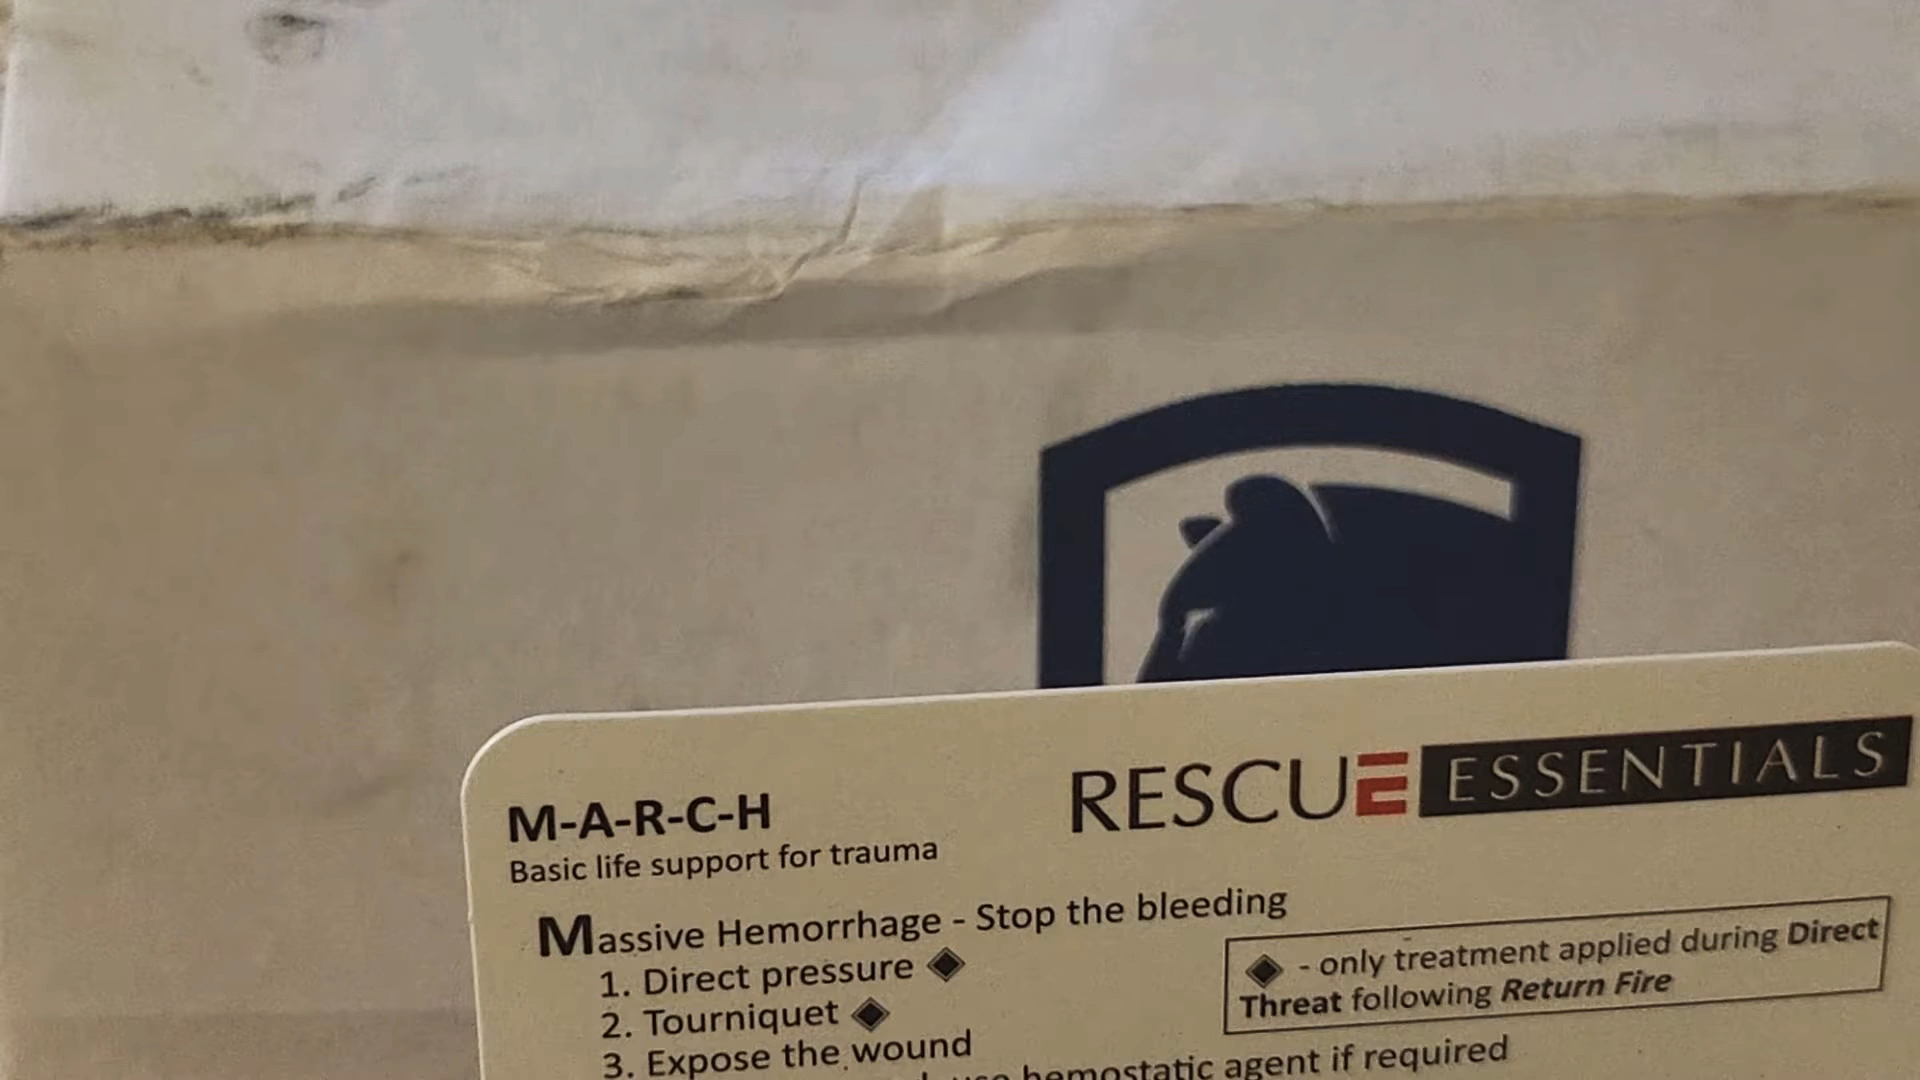 M-A-R-C-H
RESCUE ESSENTIALS
Basic life support for trauma
Massive Hemorrhage - Stop the bleeding
1. Direct pressure ◆
2. Tourniquet ◆
3. Expose the wound
◆ - only treatment applied during Direct
Threat following Return Fire
use hemostatic agent if required